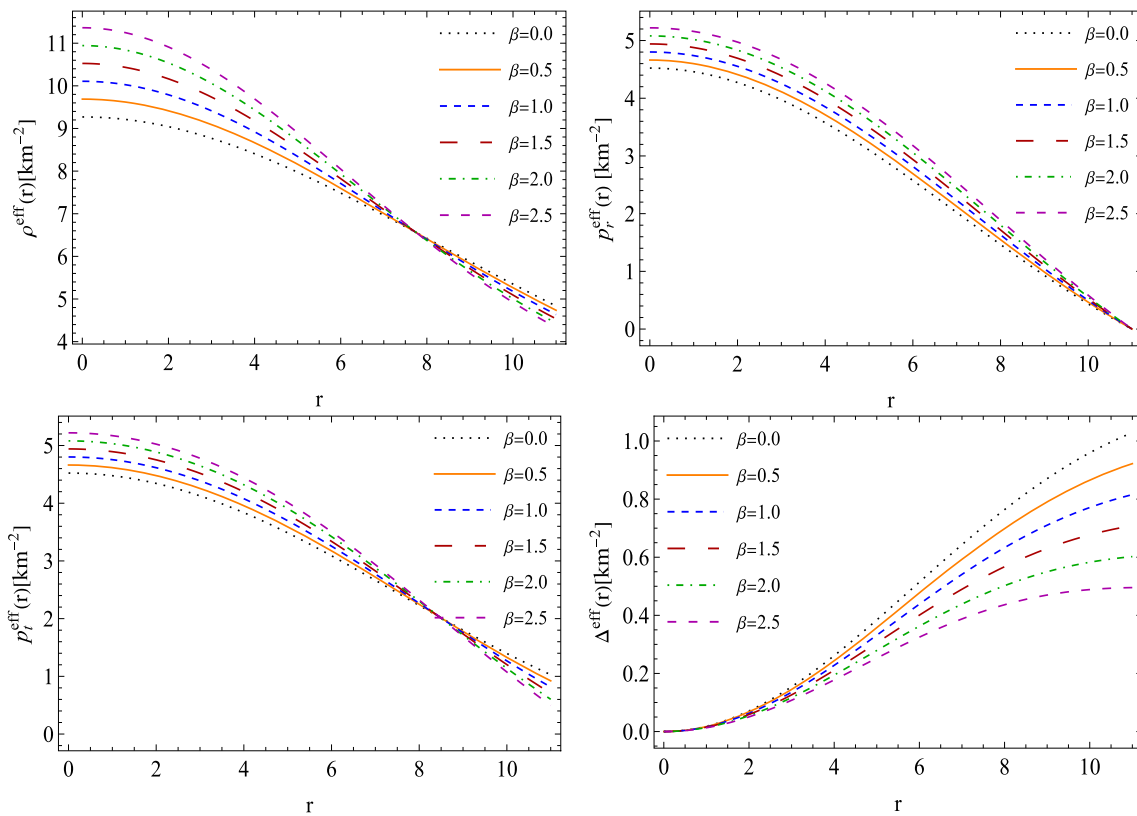 ρ^eff(r)[km⁻²]
11
10
9
8
7
6
5
4
0 2 4 6 8 10
r
β=0.0
β=0.5
β=1.0
β=1.5
β=2.0
β=2.5
p_r^eff(r) [km⁻²]
5
4
3
2
1
0
0 2 4 6 8 10
r
β=0.0
β=0.5
β=1.0
β=1.5
β=2.0
β=2.5
p_t^eff(r)[km⁻²]
5
4
3
2
1
0
0 2 4 6 8 10
r
β=0.0
β=0.5
β=1.0
β=1.5
β=2.0
β=2.5
Δ^eff(r)[km⁻²]
1.0
0.8
0.6
0.4
0.2
0.0
0 2 4 6 8 10
r
β=0.0
β=0.5
β=1.0
β=1.5
β=2.0
β=2.5